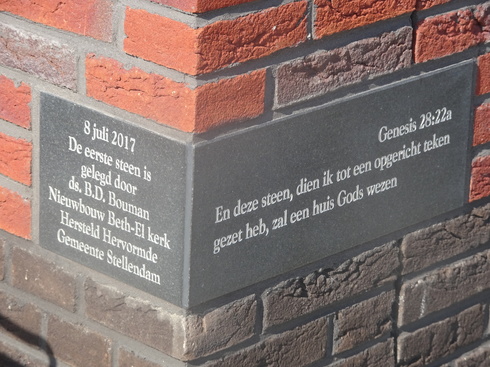 8 juli 2017
De eerste steen is
gelegd door
ds. B.D. Bouman
Nieuwbouw Beth-El kerk
Hersteld Hervormde
Gemeente Stellendam
Genesis 28:22a
En deze steen, dien ik tot een opgericht teken
gezet heb, zal een huis Gods wezen